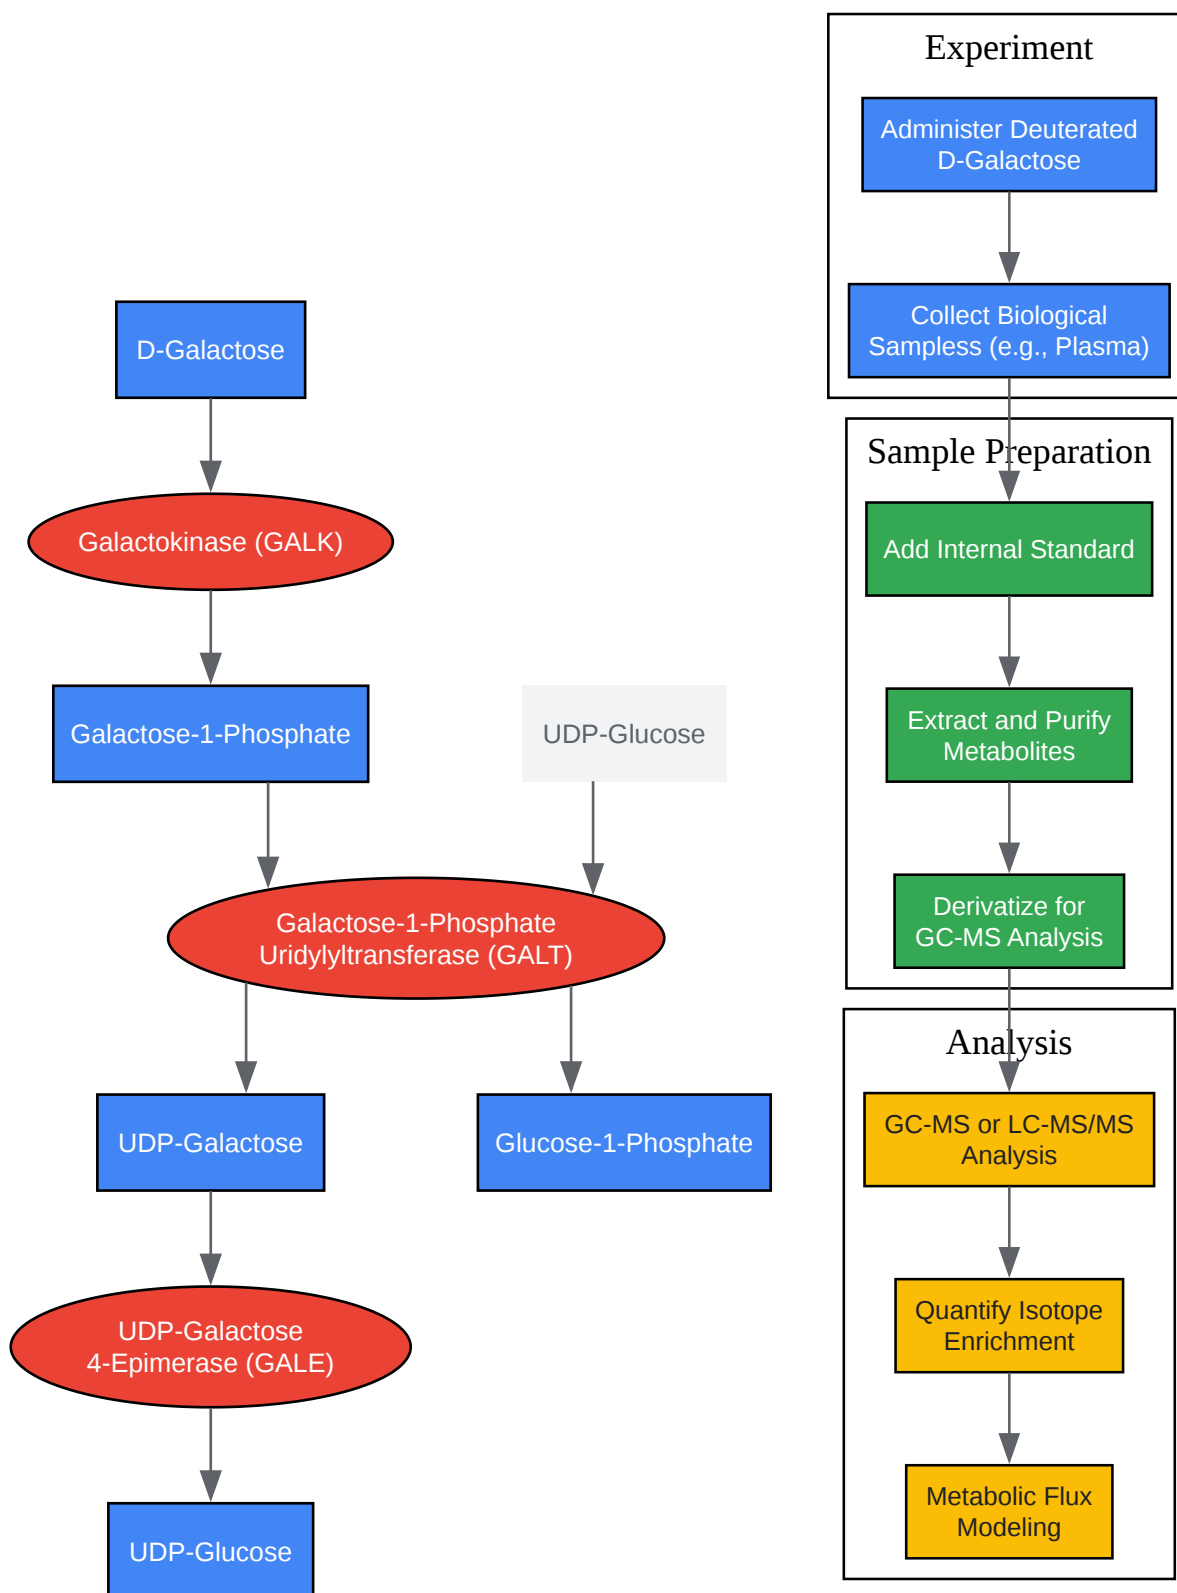 D-Galactose
Galactokinase (GALK)
Galactose-1-Phosphate
UDP-Glucose
Galactose-1-Phosphate
Uridylyltransferase (GALT)
UDP-Galactose
Glucose-1-Phosphate
UDP-Galactose
4-Epimerase (GALE)
UDP-Glucose
Experiment
Administer Deuterated
D-Galactose
Collect Biological
Sampless (e.g., Plasma)
Sample Preparation
Add Internal Standard
Extract and Purify
Metabolites
Derivatize for
GC-MS Analysis
Analysis
GC-MS or LC-MS/MS
Analysis
Quantify Isotope
Enrichment
Metabolic Flux
Modeling